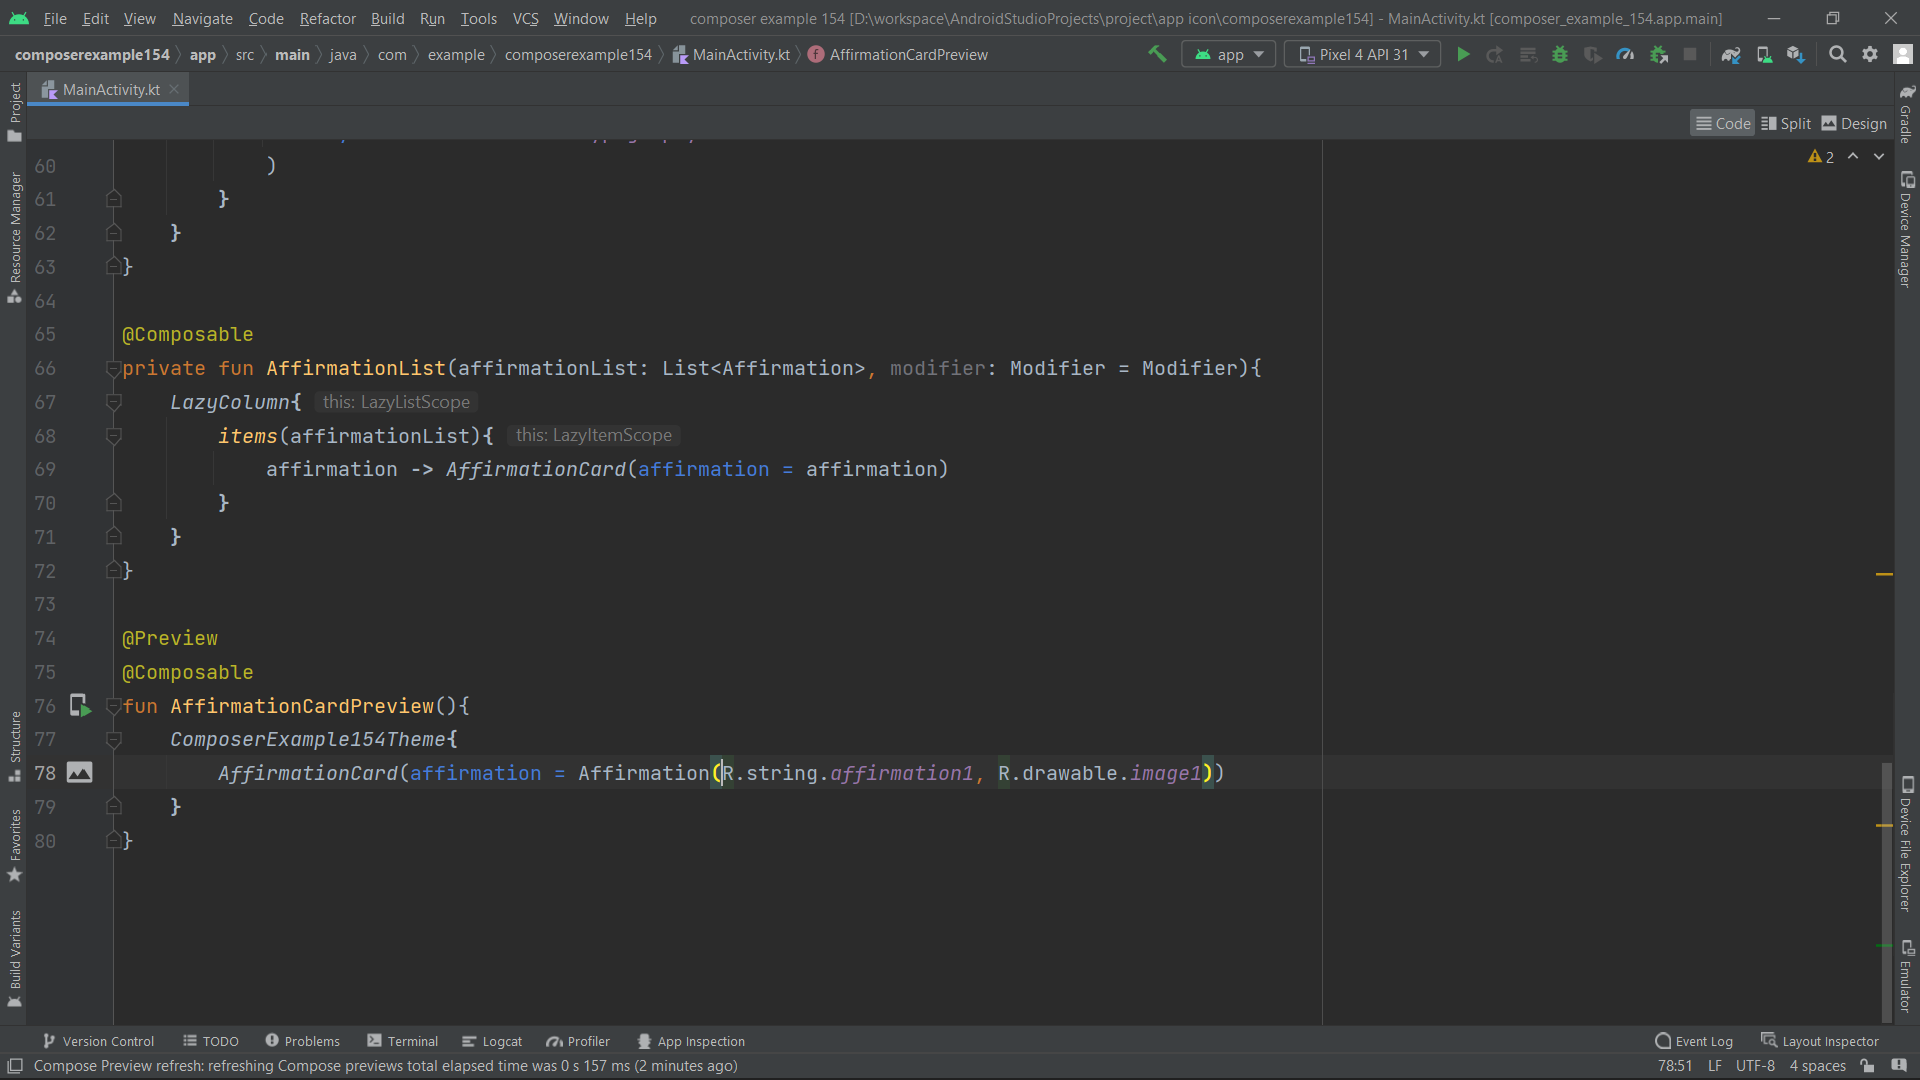 File Edit View Navigate Code Refactor Build Run Tools VCS Window Help composer example 154 [D:\workspace\AndroidStudioProjects\project\app icon\composerexample154] - MainActivity.kt [composer_example_154.app.main]
composerexample154 app src main java com example composerexample154 MainActivity.kt AffirmationCardPreview app Pixel 4 API 31
MainActivity.kt
Code Split Design
2
60 )
61 }
62 }
63 }
64
65 @Composable
66 private fun AffirmationList(affirmationList: List<Affirmation>, modifier: Modifier = Modifier){
67 LazyColumn{ this: LazyListScope
68 items(affirmationList){ this: LazyItemScope
69 affirmation -> AffirmationCard(affirmation = affirmation)
70 }
71 }
72 }
73
74 @Preview
75 @Composable
76 fun AffirmationCardPreview(){
77 ComposerExample154Theme{
78 AffirmationCard(affirmation = Affirmation(R.string.affirmation1, R.drawable.image1))
79 }
80 }
Project
Resource Manager
Structure
Favorites
Build Variants
Gradle
Device Manager
Device File Explorer
Emulator
Version Control TODO Problems Terminal Logcat Profiler App Inspection Event Log Layout Inspector
Compose Preview refresh: refreshing Compose previews total elapsed time was 0 s 157 ms (2 minutes ago) 78:51 LF UTF-8 4 spaces